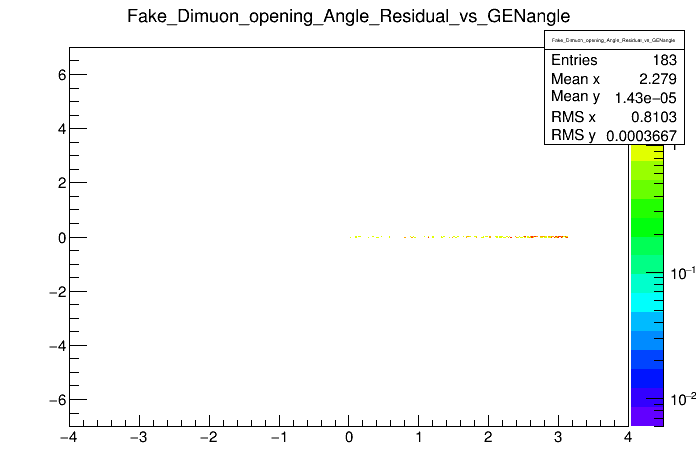 Fake_Dimuon_opening_Angle_Residual_vs_GENangle
Fake_Dimuon_opening_Angle_Residual_vs_GENangle
Entries 183
Mean x 2.279
Mean y 1.43e−05
RMS x 0.8103
RMS y 0.0003667
6
4
2
0
−2
−4
−6
10⁻¹
10⁻²
−4 −3 −2 −1 0 1 2 3 4